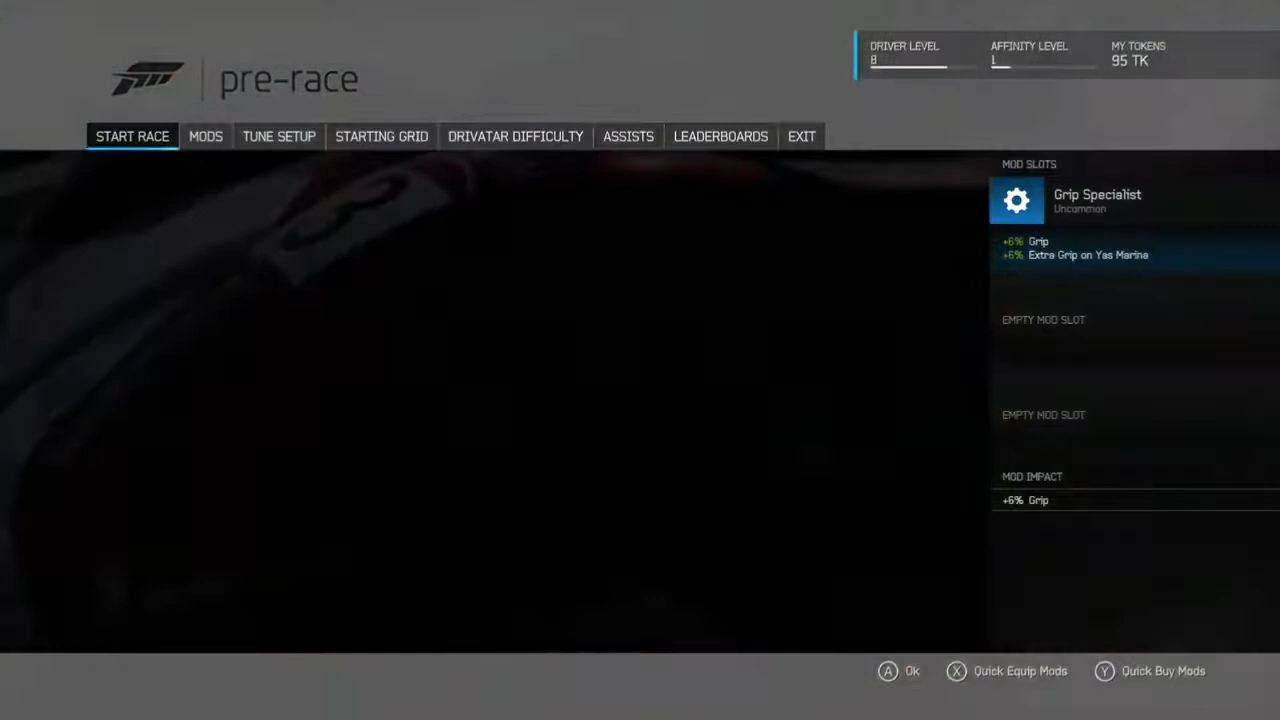 DRIVER LEVEL
8
AFFINITY LEVEL
1
MY TOKENS
95 TK
pre-race
START RACE
MODS
TUNE SETUP
STARTING GRID
DRIVATAR DIFFICULTY
ASSISTS
LEADERBOARDS
EXIT
MOD SLOTS
Grip Specialist
Uncommon
+6% Grip
+6% Extra Grip on Yas Marina
EMPTY MOD SLOT
EMPTY MOD SLOT
MOD IMPACT
+6% Grip
A Ok
X Quick Equip Mods
Y Quick Buy Mods